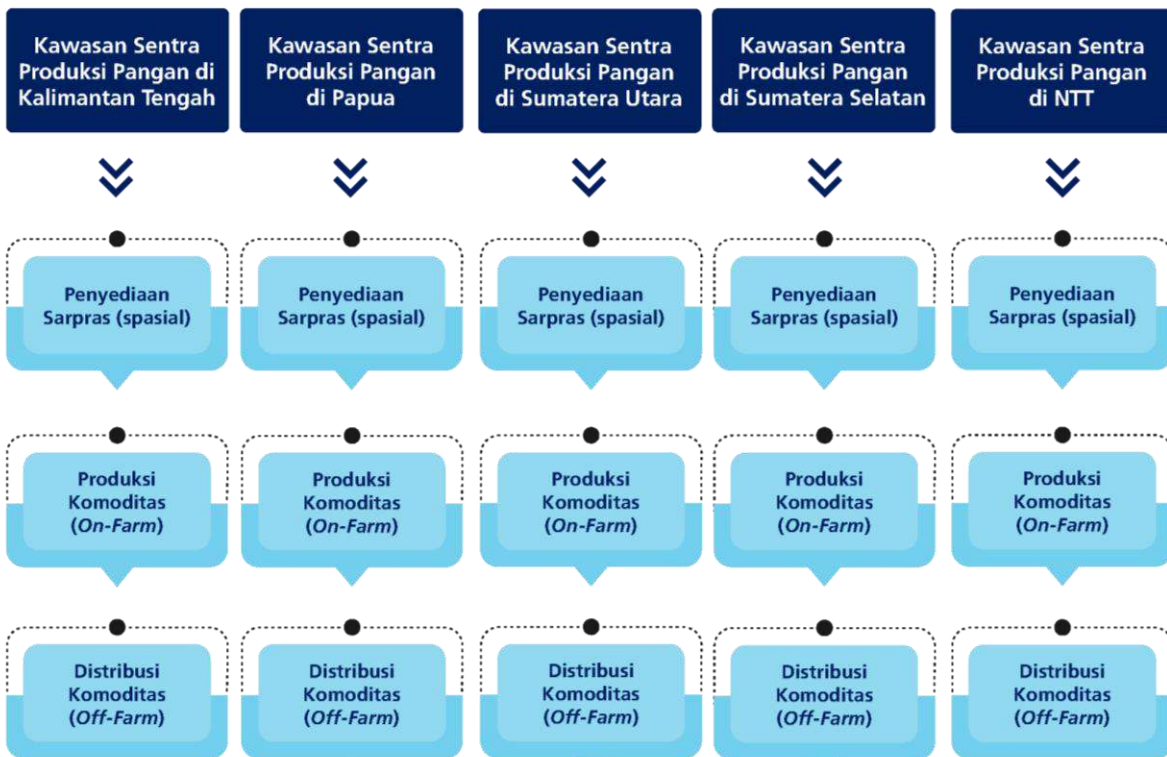 Kawasan Sentra
Produksi Pangan di
Kalimantan Tengah
Kawasan Sentra
Produksi Pangan
di Papua
Kawasan Sentra
Produksi Pangan
di Sumatera Utara
Kawasan Sentra
Produksi Pangan
di Sumatera Selatan
Kawasan Sentra
Produksi Pangan
di NTT
Penyediaan
Sarpras (spasial)
Penyediaan
Sarpras (spasial)
Penyediaan
Sarpras (spasial)
Penyediaan
Sarpras (spasial)
Penyediaan
Sarpras (spasial)
Produksi
Komoditas
(On-Farm)
Produksi
Komoditas
(On-Farm)
Produksi
Komoditas
(On-Farm)
Produksi
Komoditas
(On-Farm)
Produksi
Komoditas
(On-Farm)
Distribusi
Komoditas
(Off-Farm)
Distribusi
Komoditas
(Off-Farm)
Distribusi
Komoditas
(Off-Farm)
Distribusi
Komoditas
(Off-Farm)
Distribusi
Komoditas
(Off-Farm)